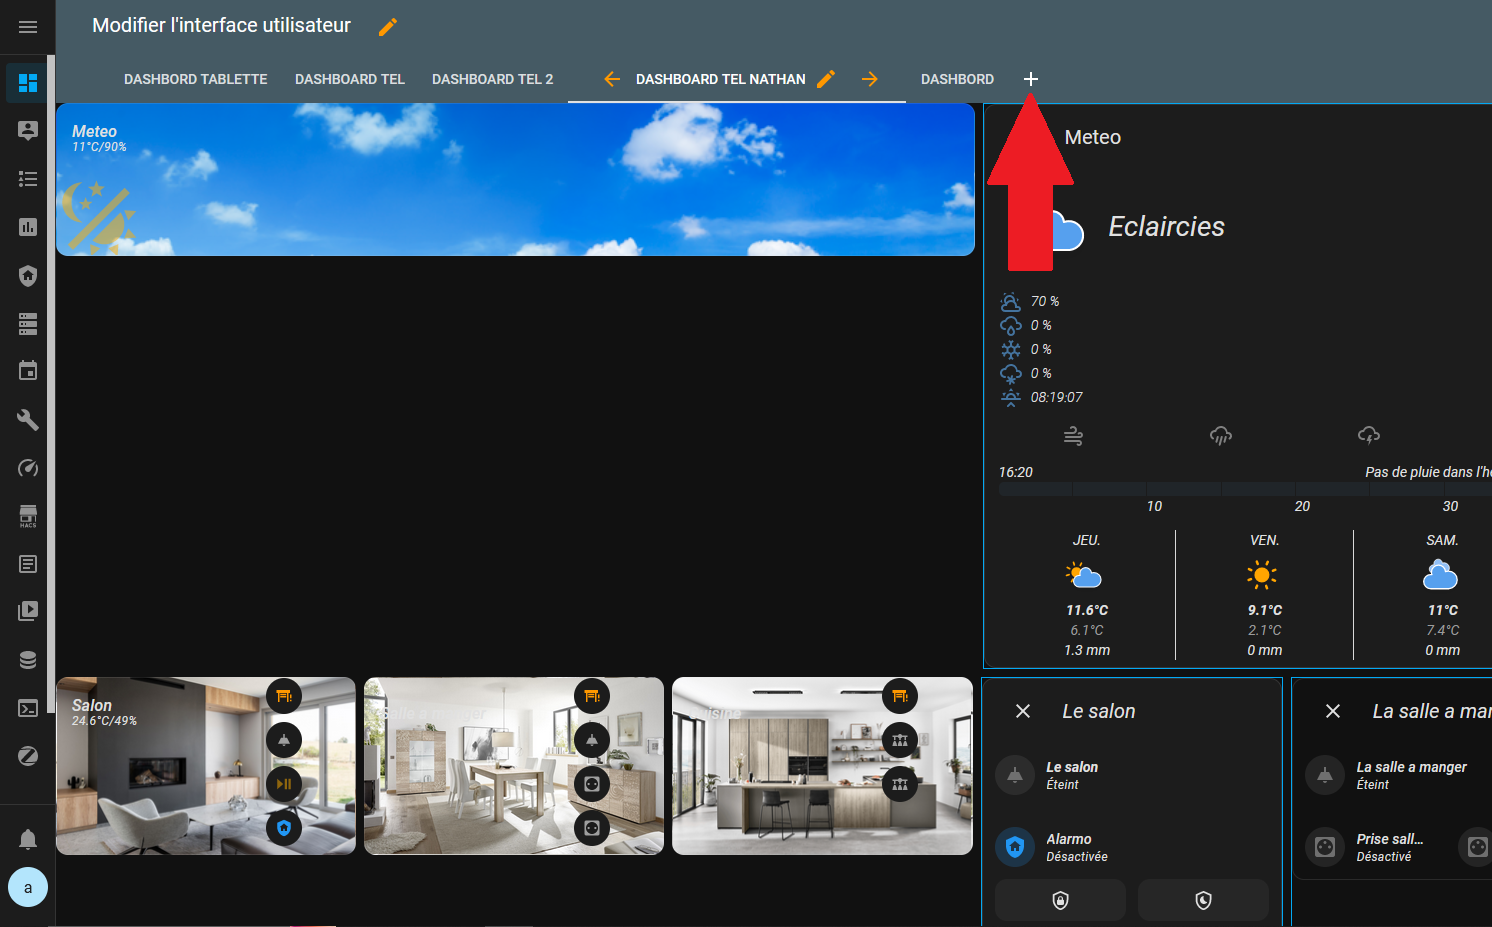 Modifier l'interface utilisateur
DASHBORD TABLETTE
DASHBOARD TEL
DASHBOARD TEL 2
DASHBOARD TEL NATHAN
DASHBORD
Meteo
11°C/90%
Meteo
Eclaircies
70 %
0 %
0 %
0 %
08:19:07
16:20
Pas de pluie dans l'h
10
20
30
JEU.
VEN.
SAM.
11.6°C
9.1°C
11°C
6.1°C
2.1°C
7.4°C
1.3 mm
0 mm
0 mm
HACS
Salon
24.6°C/49%
Salle a manger
Le salon
La salle a mar
Le salon
Éteint
La salle a manger
Éteint
Alarmo
Désactivée
Prise sall...
Désactivé
a